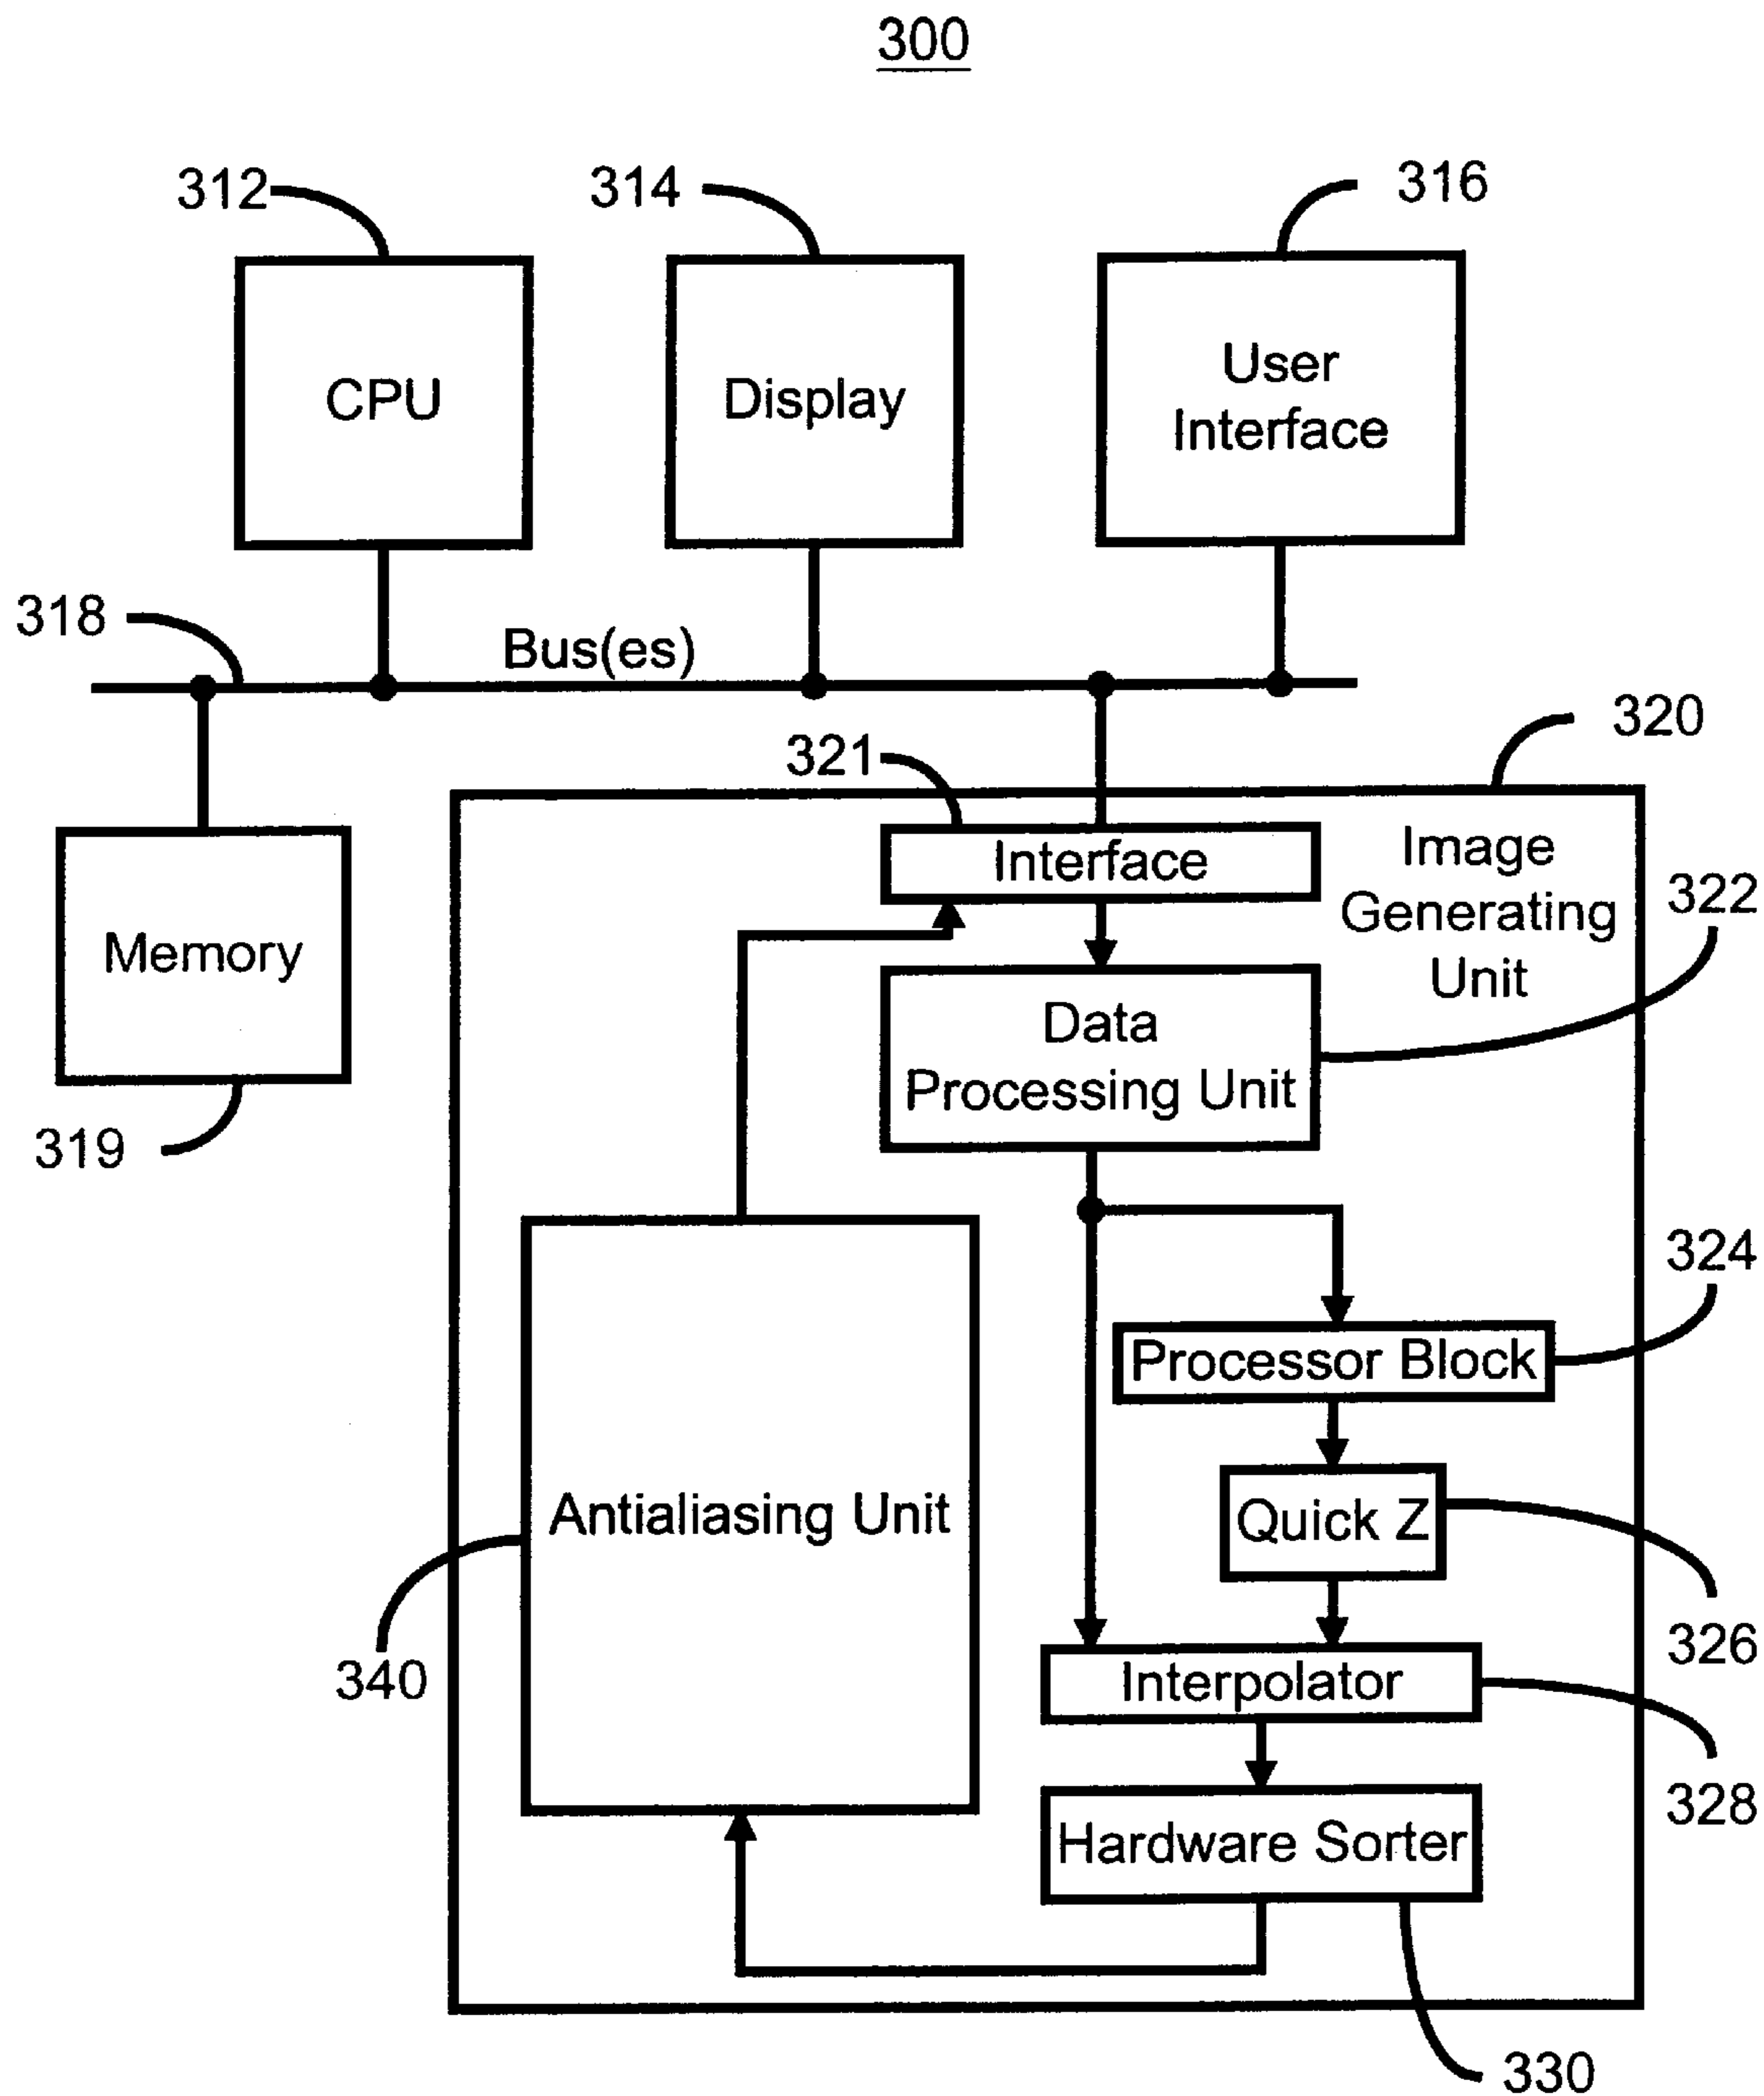 300
312
314
316
CPU
Display
User
Interface
318
Bus(es)
320
321
Interface
Image
Generating
Unit
322
Memory
Data
Processing Unit
319
324
Processor Block
Antialiasing Unit
Quick Z
326
340
Interpolator
328
Hardware Sorter
330